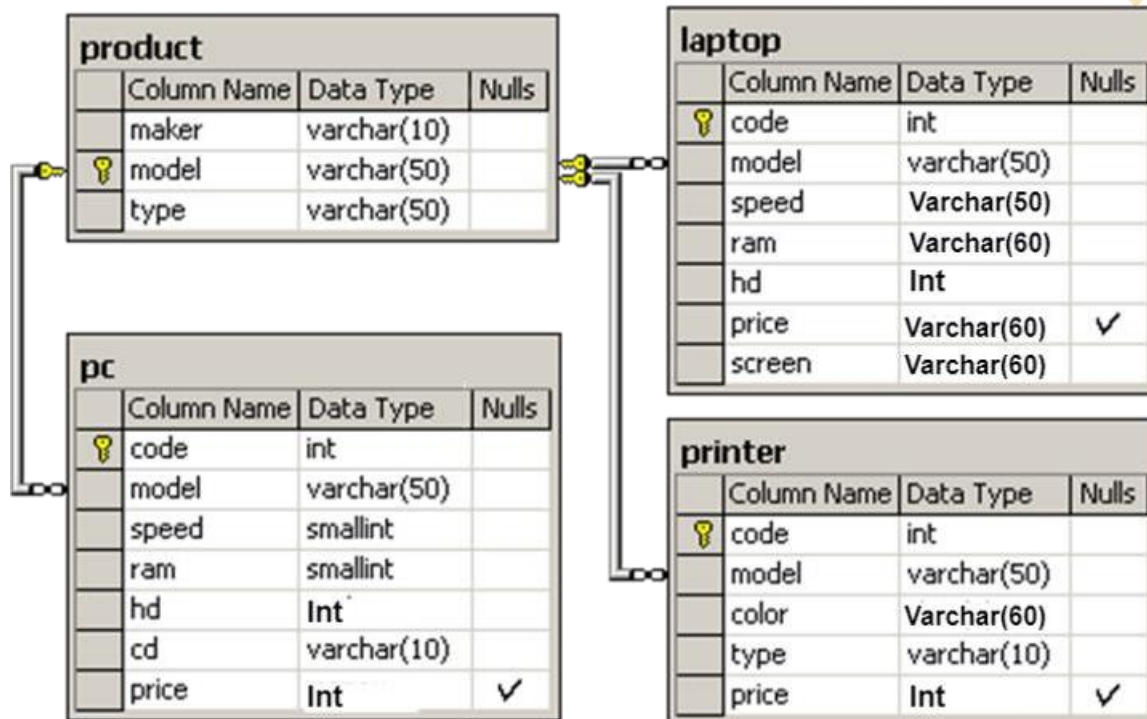 product
Column Name Data Type Nulls
maker varchar(10)
model varchar(50)
type varchar(50)
pc
Column Name Data Type Nulls
code int
model varchar(50)
speed smallint
ram smallint
hd Int
cd varchar(10)
price Int
laptop
Column Name Data Type Nulls
code int
model varchar(50)
speed Varchar(50)
ram Varchar(60)
hd Int
price Varchar(60)
screen Varchar(60)
printer
Column Name Data Type Nulls
code int
model varchar(50)
color Varchar(60)
type varchar(10)
price Int